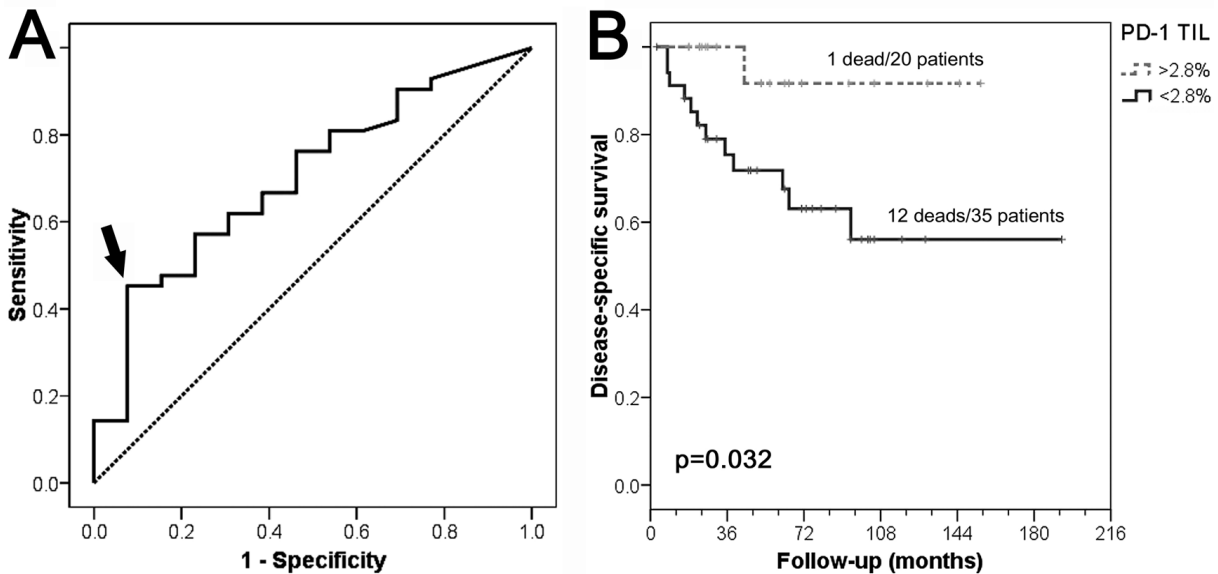 A
Sensitivity
0.0
0.2
0.4
0.6
0.8
0.0
0.2
0.4
0.6
0.8
1.0
1 - Specificity
B
Disease-specific survival
0.0
0.2
0.4
0.6
0.8
1 dead/20 patients
12 deads/35 patients
p=0.032
0
36
72
108
144
180
216
Follow-up (months)
PD-1 TIL
>2.8%
<2.8%